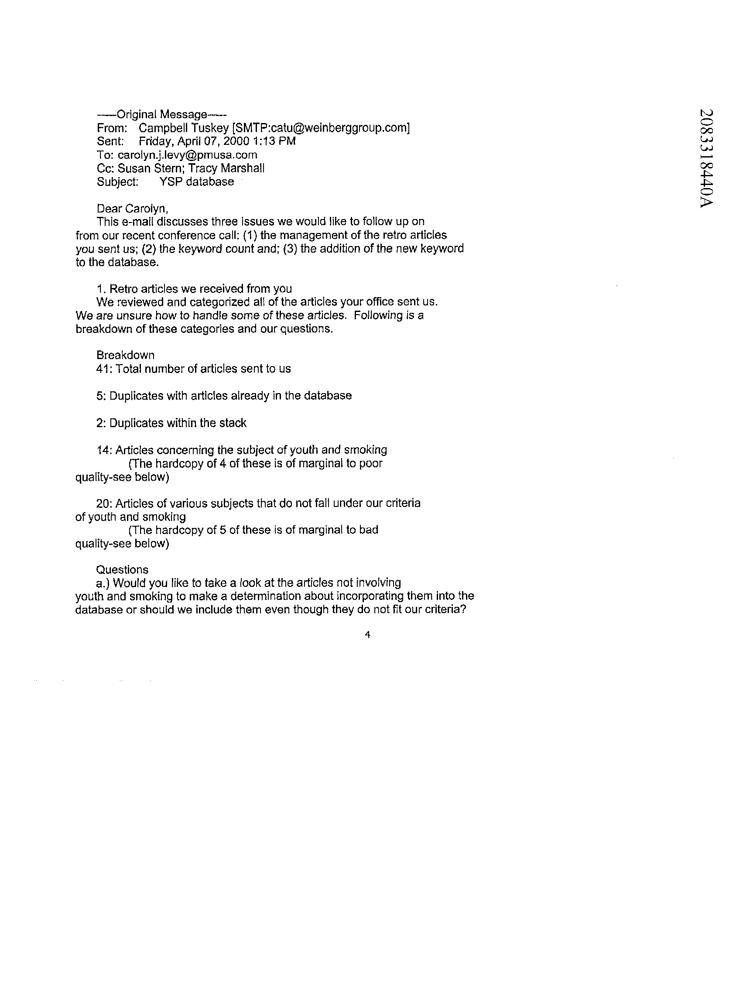 -----Original Message-----
From: Campbell Tuskey [SMTP:catu@weinberggroup.com]
Sent: Friday, April 07, 2000 1:13 PM
To: carolyn.j.levy@pmusa.com
Cc: Susan Stern; Tracy Marshall
Subject: YSP database
Dear Carolyn,
This e-mail discusses three issues we would like to follow up on
from our recent conference call: (1) the management of the retro articles
you sent us; (2) the keyword count and; (3) the addition of the new keyword
to the database.
1. Retro articles we received from you
We reviewed and categorized all of the articles your office sent us.
We are unsure how to handle some of these articles. Following is a
breakdown of these categories and our questions.
Breakdown
41: Total number of articles sent to us
5: Duplicates with articles already in the database
2: Duplicates within the stack
14: Articles concerning the subject of youth and smoking
(The hardcopy of 4 of these is of marginal to poor
quality-see below)
20: Articles of various subjects that do not fall under our criteria
of youth and smoking
(The hardcopy of 5 of these is of marginal to bad
quality-see below)
Questions
a.) Would you like to take a look at the articles not involving
youth and smoking to make a determination about incorporating them into the
database or should we include them even though they do not fit our criteria?
4
2083318440A